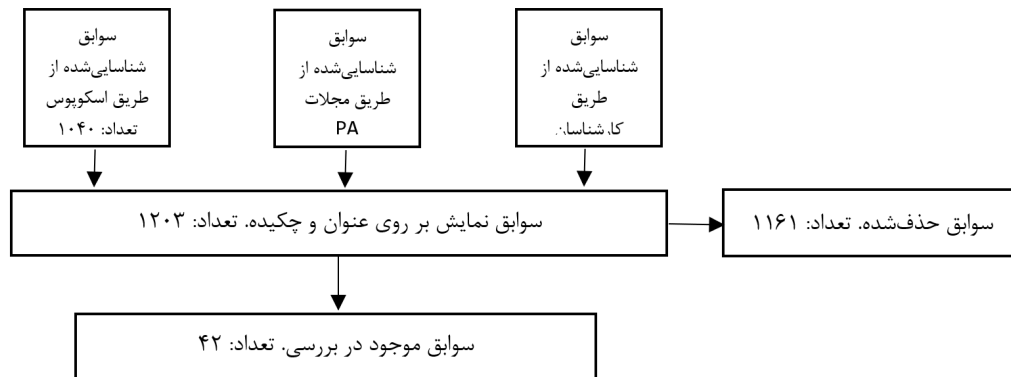 سوابق
شناسایی‌شده از
طریق
کارشناسان.
سوابق
شناسایی‌شده از
طریق مجلات
PA
سوابق
شناسایی‌شده از
طریق اسکوپوس
تعداد: ۱۰۴۰
سوابق نمایش بر روی عنوان و چکیده. تعداد: ۱۲۰۳
سوابق حذف‌شده. تعداد: ۱۱۶۱
سوابق موجود در بررسی. تعداد: ۴۲